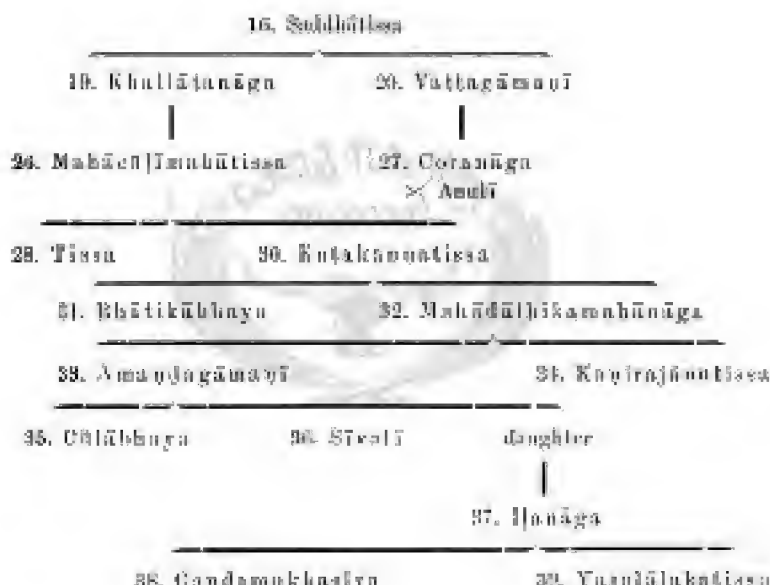 16. Saddhātissa
19. Khallāṭanāga 20. Vaṭṭagāmaṇī
26. Mahācūḷīmahātissa 27. Coranāga
× Anulā
28. Tissa 30. Kuṭakaṇṇatissa
31. Bhātikābhaya 32. Mahādāṭhikamahānāga
33. Āmaṇḍagāmaṇī 34. Kaṇirajānutissa
35. Cūlābhaya 36. Sīvalī daughter
37. Iḷanāga
38. Candamukhasiva 39. Yasalālakatissa